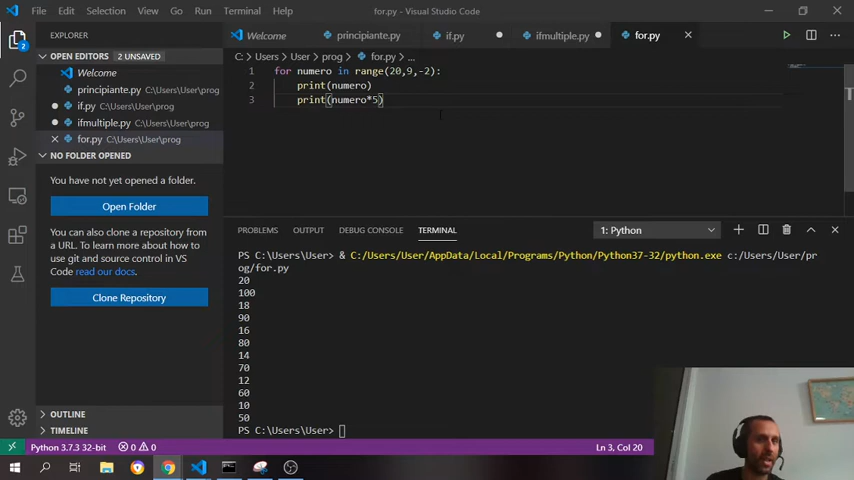 File Edit Selection View Go Run Terminal Help for.py - Visual Studio Code
EXPLORER
Welcome principiante.py if.py ifmultiple.py for.py
OPEN EDITORS 2 UNSAVED
Welcome
principiante.py C:\Users\User\prog
if.py C:\Users\User\prog
ifmultiple.py C:\Users\User\prog
for.py C:\Users\User\prog
NO FOLDER OPENED
You have not yet opened a folder.
Open Folder
You can also clone a repository
from a URL. To learn more about how
to use git and source control in VS
Code read our docs.
Clone Repository
OUTLINE
TIMELINE
C: > Users > User > prog > for.py > ...
1 for numero in range(20,9,-2):
2 print(numero)
3 print(numero*5)
PROBLEMS OUTPUT DEBUG CONSOLE TERMINAL 1: Python
PS C:\Users\User> & C:/Users/User/AppData/Local/Programs/Python/Python37-32/python.exe c:/Users/User/pr
og/for.py
20
100
18
90
16
80
14
70
12
60
10
50
PS C:\Users\User>
2
Python 3.7.3 32-bit 0 0 Ln 3, Col 20